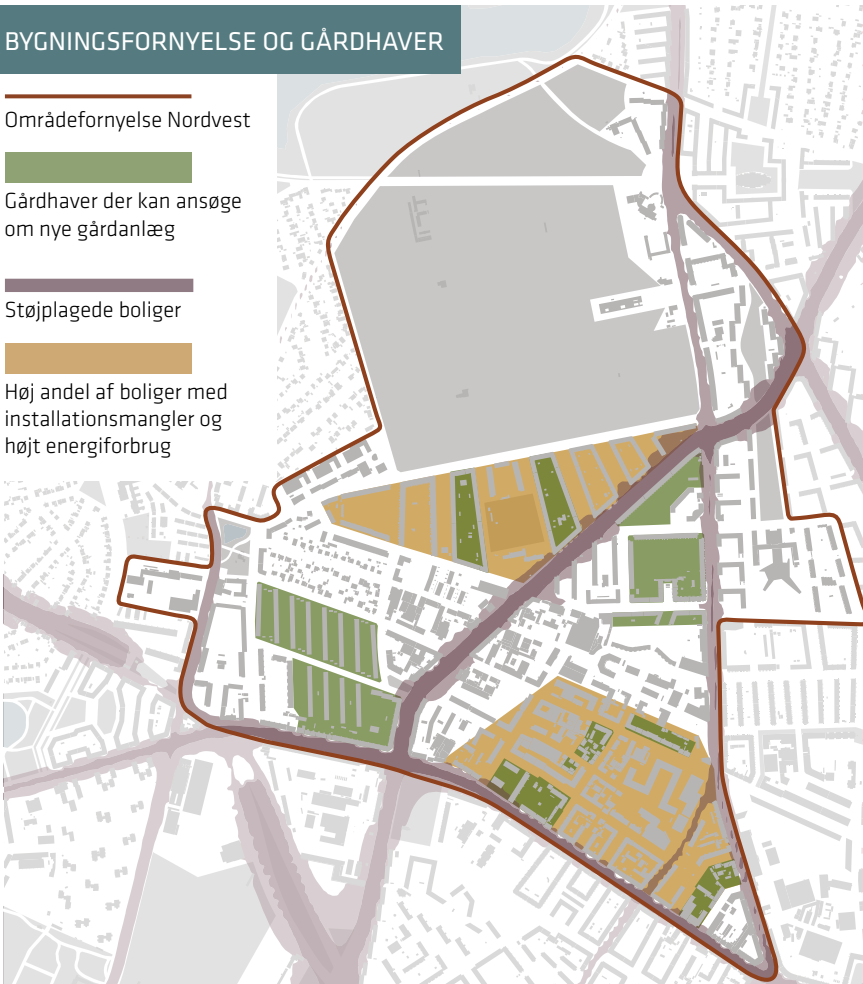 BYGNINGSFORNYELSE OG GÅRDHAVER
Områdefornyelse Nordvest
Gårdhaver der kan ansøge
om nye gårdanlæg
Støjplagede boliger
Høj andel af boliger med
installationsmangler og
højt energiforbrug